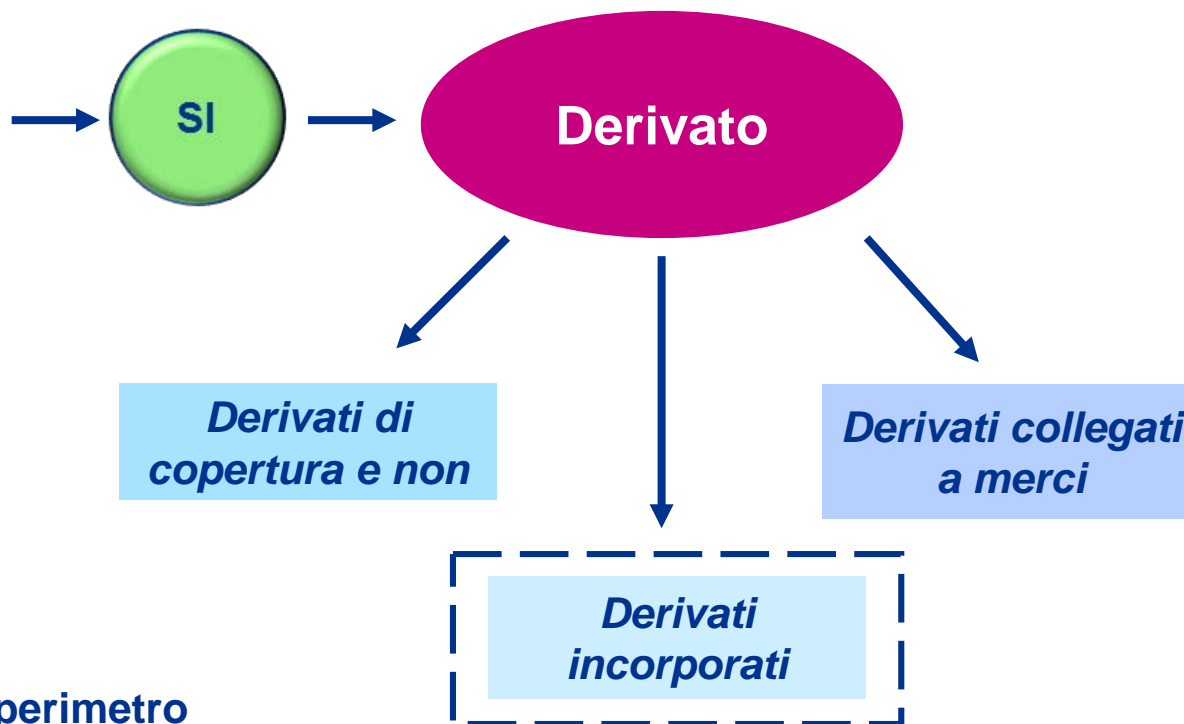 SI
Derivato
Derivati di
copertura e non
Derivati collegati
a merci
Derivati
incorporati
perimetro